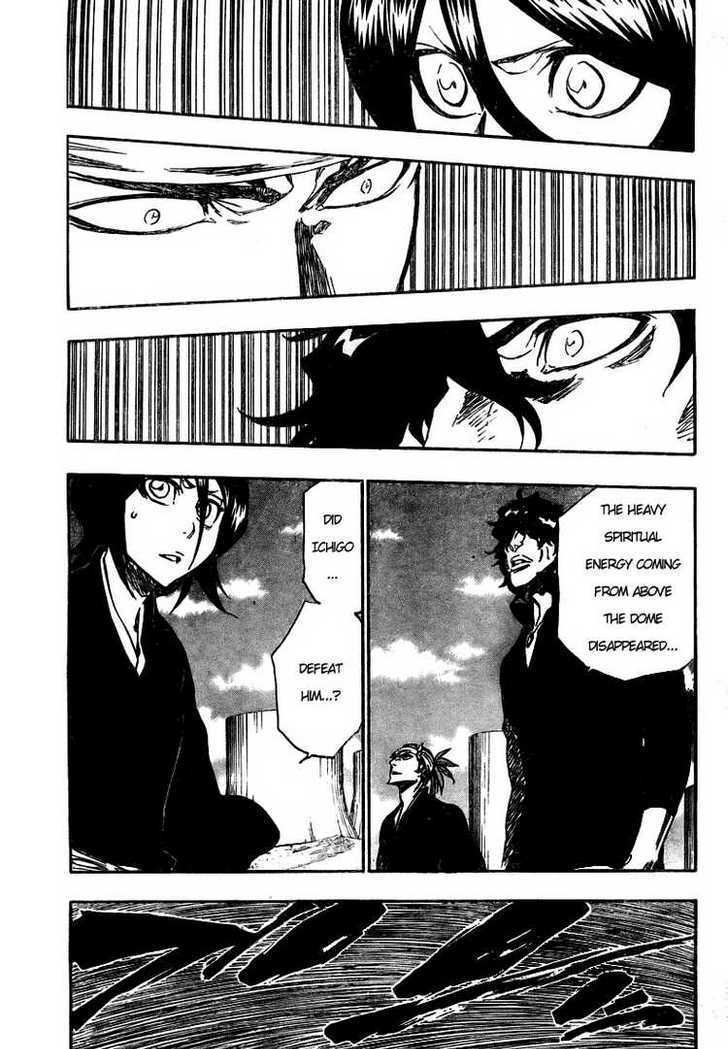 THE HEAVY
SPIRITUAL
ENERGY COMING
FROM ABOVE
THE DOME
DISAPPEARED...
DID
ICHIGO
...
DEFEAT
HIM...?